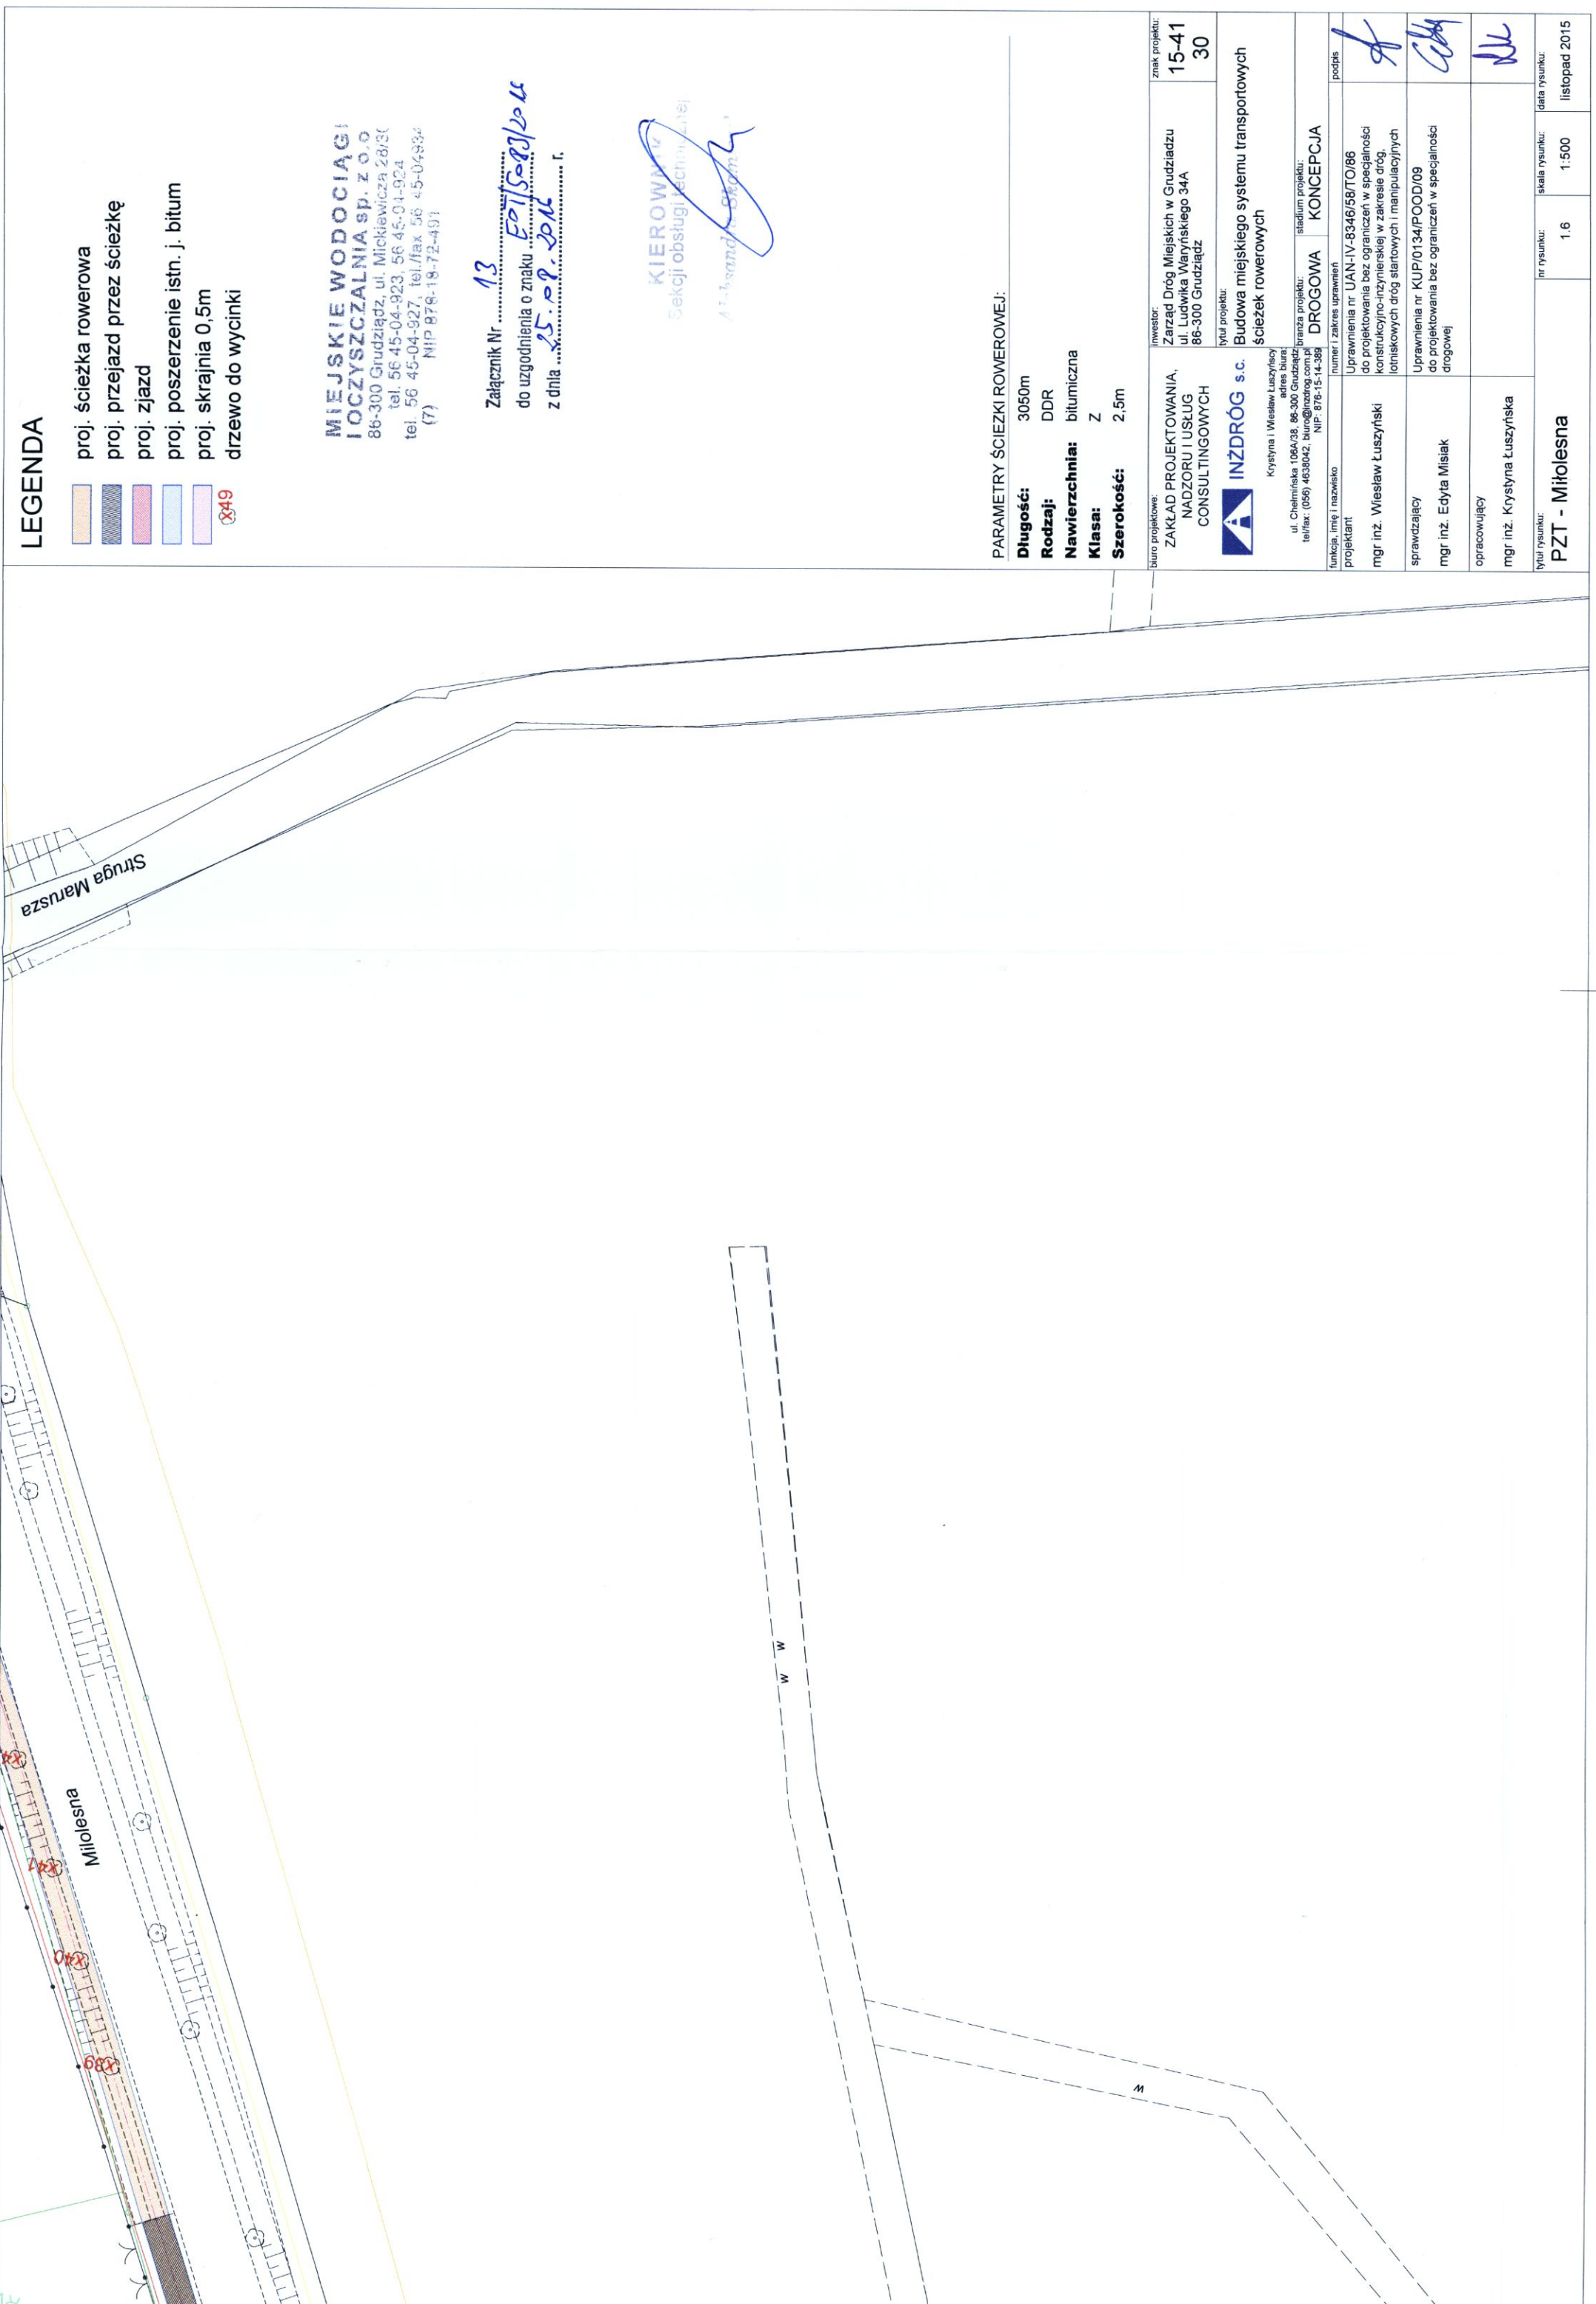 LEGENDA
proj. ścieżka rowerowa
proj. przejazd przez ścieżkę
proj. zjazd
proj. poszerzenie istn. j. bitum
proj. skrajnia 0,5m
x49 drzewo do wycinki
MIEJSKIE WODOCIĄGI
I OCZYSZCZALNIA sp. z o.o
86-300 Grudziądz, ul. Mickiewicza 28/3
tel. 56 45-04-923, 56 45-04-924
tel. 56 45-04-927, tel./fax 56 45-04934
(7) NIP 876-18-72-491
Załącznik Nr 13
do uzgodnienia o znaku
z dnia 25.08.2016 r.
KIEROWNIK
Sekcji obsługi technicznej
PARAMETRY ŚCIEZKI ROWEROWEJ:
Długość: 3050m
Rodzaj: DDR
Nawierzchnia: bitumiczna
Klasa: Z
Szerokość: 2,5m
biuro projektowe:
ZAKŁAD PROJEKTOWANIA,
NADZORU I USŁUG
CONSULTINGOWYCH
INŻDRÓG s.c.
Krystyna i Wiesław Łuszyńscy
adres biura:
ul. Chełmińska 106A/38, 86-300 Grudziądz
tel/fax: (056) 4638042, biuro@inzdrog.com.pl
NIP: 876-15-14-389
inwestor:
Zarząd Dróg Miejskich w Grudziadzu
ul. Ludwika Waryńskiego 34A
86-300 Grudziądz
znak projektu:
15-41
30
tytuł projektu:
Budowa miejskiego systemu transportowych
ścieżek rowerowych
branża projektu:
DROGOWA
stadium projektu:
KONCEPCJA
funkcja, imię i nazwisko
numer i zakres uprawnień
podpis
projektant
mgr inż. Wiesław Łuszyński
Uprawnienia nr UAN-IV-8346/58/TO/86
do projektowania bez ograniczeń w specjalności
konstrukcyjno-inżynierskiej w zakresie dróg,
lotniskowych dróg startowych i manipulacyjnych
sprawdzający
mgr inż. Edyta Misiak
Uprawnienia nr KUP/0134/POOD/09
do projektowania bez ograniczeń w specjalności
drogowej
opracowujący
mgr inż. Krystyna Łuszyńska
tytuł rysunku:
PZT - Miłolesna
nr rysunku:
1.6
skala rysunku:
1:500
data rysunku:
listopad 2015
Struga Marusza
Miłolesna
x41
x40
x39
w
w
w